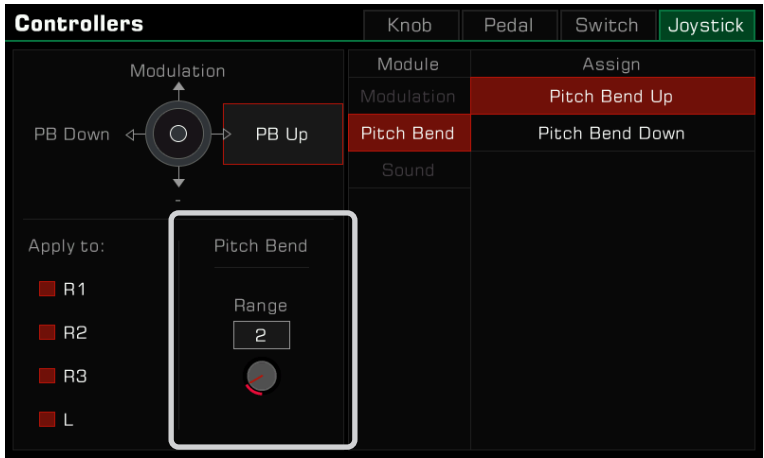 Controllers
Knob
Pedal
Switch
Joystick
Modulation
PB Down
PB Up
-
Module
Assign
Modulation
Pitch Bend Up
Pitch Bend
Pitch Bend Down
Sound
Apply to:
R1
R2
R3
L
Pitch Bend
Range
2